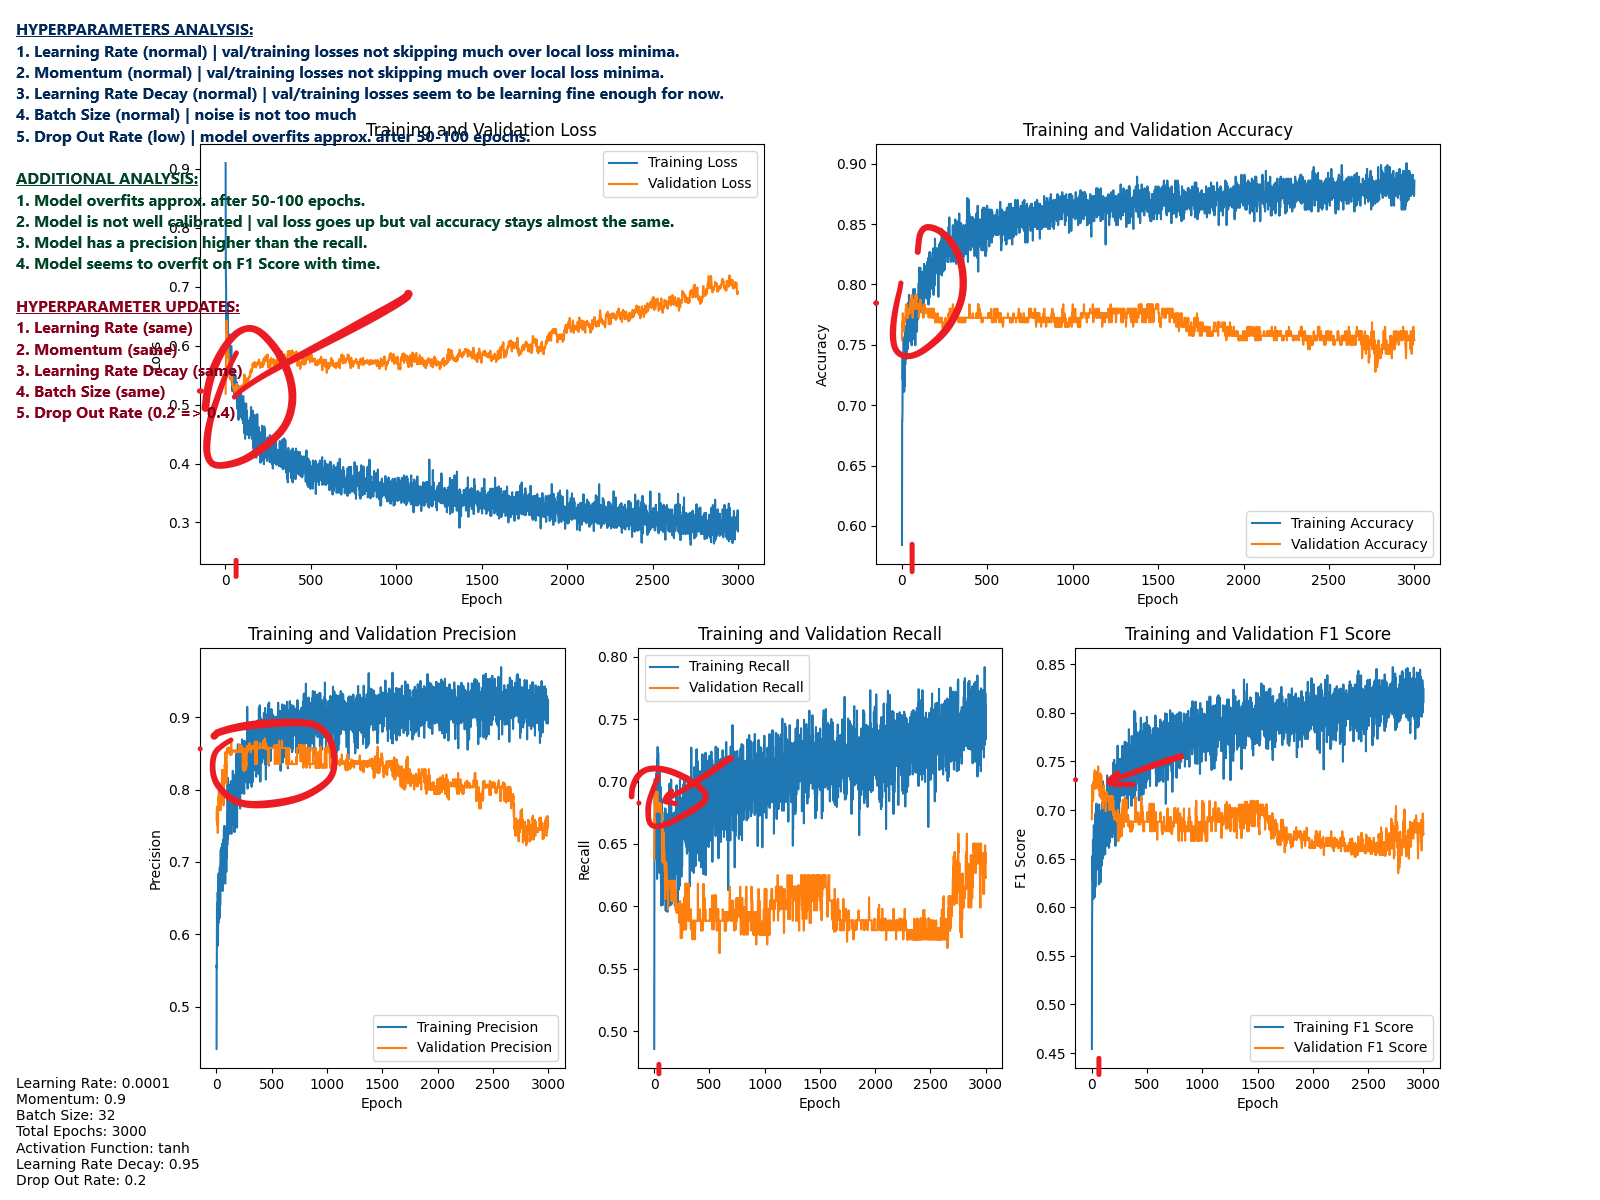 HYPERPARAMETERS ANALYSIS:
1. Learning Rate (normal) | val/training losses not skipping much over local loss minima.
2. Momentum (normal) | val/training losses not skipping much over local loss minima.
3. Learning Rate Decay (normal) | val/training losses seem to be learning fine enough for now.
4. Batch Size (normal) | noise is not too much
5. Drop Out Rate (low) | model overfits approx. after 50-100 epochs.
ADDITIONAL ANALYSIS:
1. Model overfits approx. after 50-100 epochs.
2. Model is not well calibrated | val loss goes up but val accuracy stays almost the same.
3. Model has a precision higher than the recall.
4. Model seems to overfit on F1 Score with time.
HYPERPARAMETER UPDATES:
1. Learning Rate (same)
2. Momentum (same)
3. Learning Rate Decay (same)
4. Batch Size (same)
5. Drop Out Rate (0.2 => 0.4)
Training and Validation Loss
Training Loss
Validation Loss
0.9
0.8
0.7
0.6
0.5
0.4
0.3
Loss
0 500 1000 1500 2000 2500 3000
Epoch
Training and Validation Accuracy
0.90
0.85
0.80
0.75
0.70
0.65
0.60
Accuracy
Training Accuracy
Validation Accuracy
0 500 1000 1500 2000 2500 3000
Epoch
Training and Validation Precision
0.9
0.8
0.7
0.6
0.5
Precision
Training Precision
Validation Precision
0 500 1000 1500 2000 2500 3000
Epoch
Training and Validation Recall
Training Recall
Validation Recall
0.80
0.75
0.70
0.65
0.60
0.55
0.50
Recall
0 500 1000 1500 2000 2500 3000
Epoch
Training and Validation F1 Score
0.85
0.80
0.75
0.70
0.65
0.60
0.55
0.50
0.45
F1 Score
Training F1 Score
Validation F1 Score
0 500 1000 1500 2000 2500 3000
Epoch
Learning Rate: 0.0001
Momentum: 0.9
Batch Size: 32
Total Epochs: 3000
Activation Function: tanh
Learning Rate Decay: 0.95
Drop Out Rate: 0.2